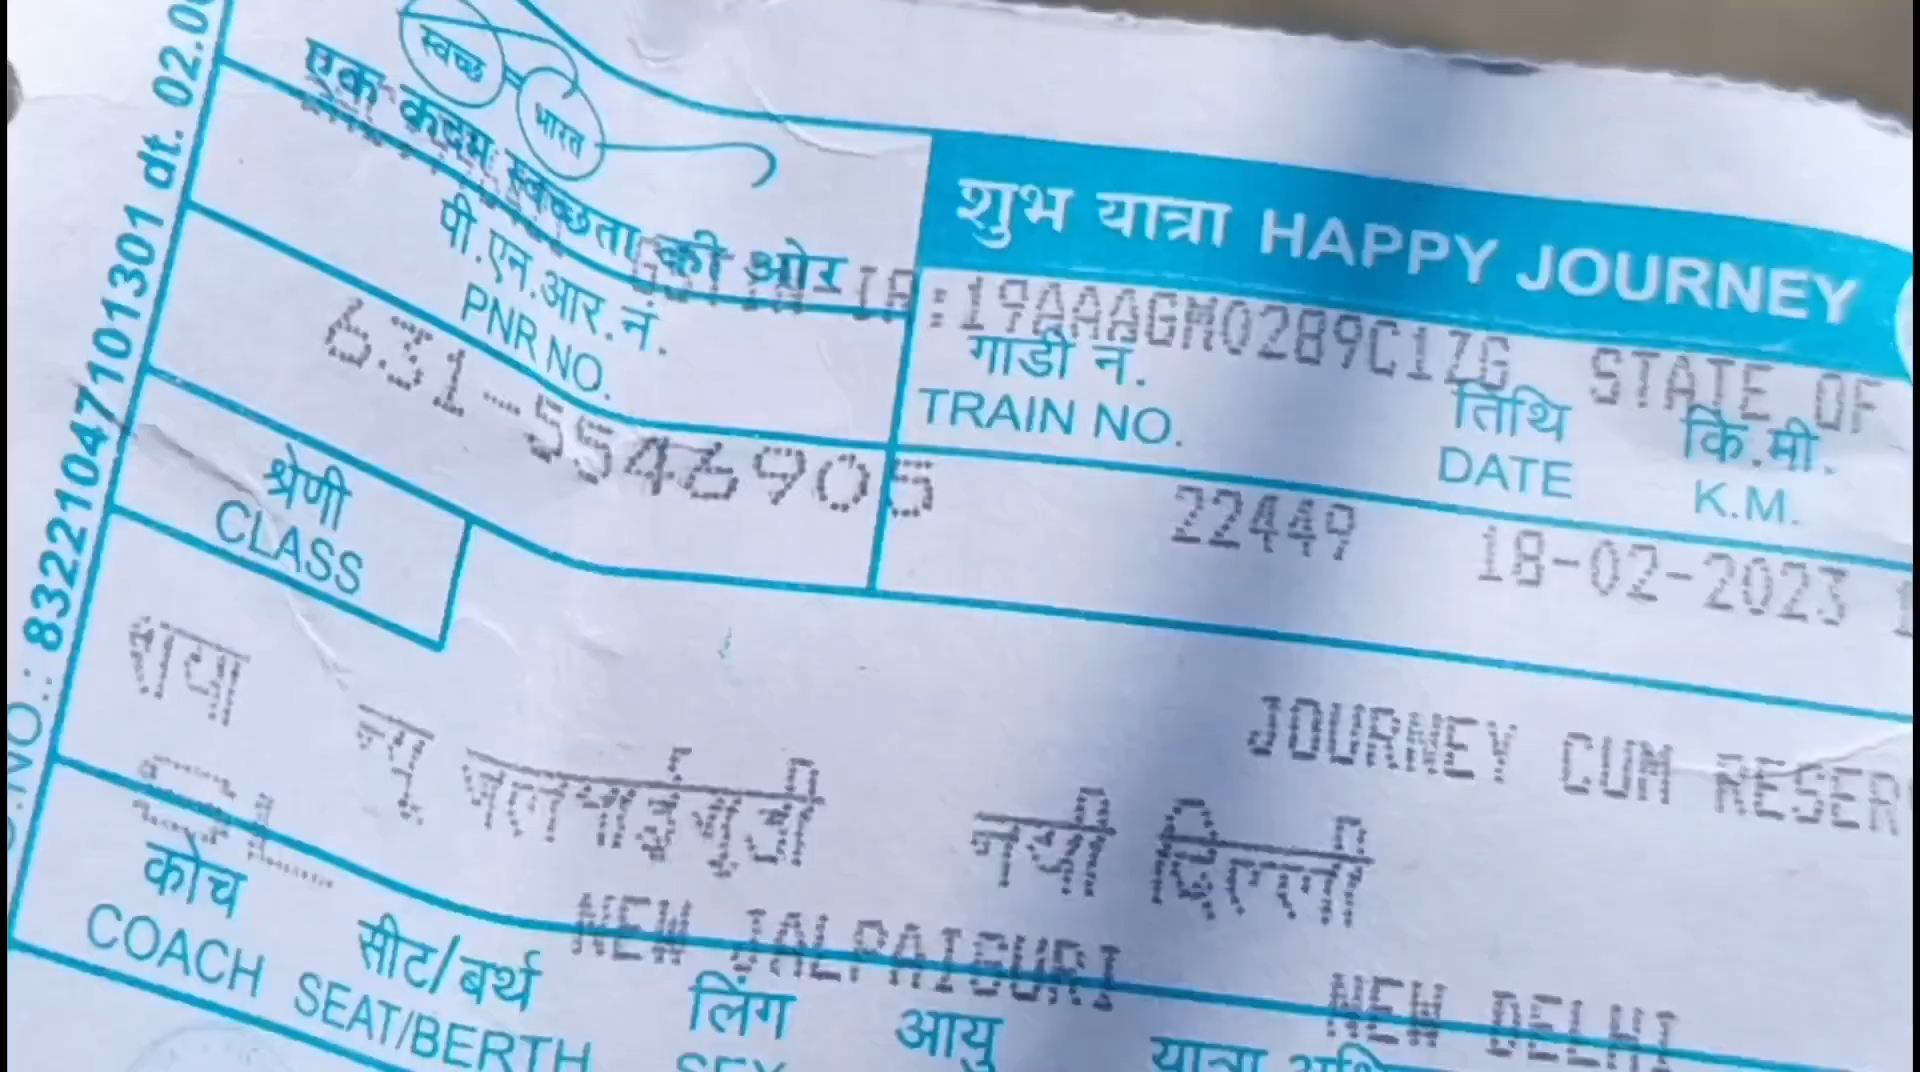 स्वच्छ भारत
एक कदम स्वच्छता की ओर
शुभ यात्रा HAPPY JOURNEY
:19AAAGM0289C1ZG STATE OF
पी.एन.आर.नं.
PNR NO.
गाडी न.
TRAIN NO.
तिथि
DATE
कि.मी.
K.M.
631-5546905
22449 18-02-2023
श्रेणी
CLASS
JOURNEY CUM RESER
न्यू जलपाईगुड़ी नयी दिल्ली
NEW JALPAIGURI NEW DELHI
कोच
COACH
सीट/बर्थ
SEAT/BERTH
लिंग
SEX
आयु
यात्रा
.NO.: 83221047101301 dt. 02.0